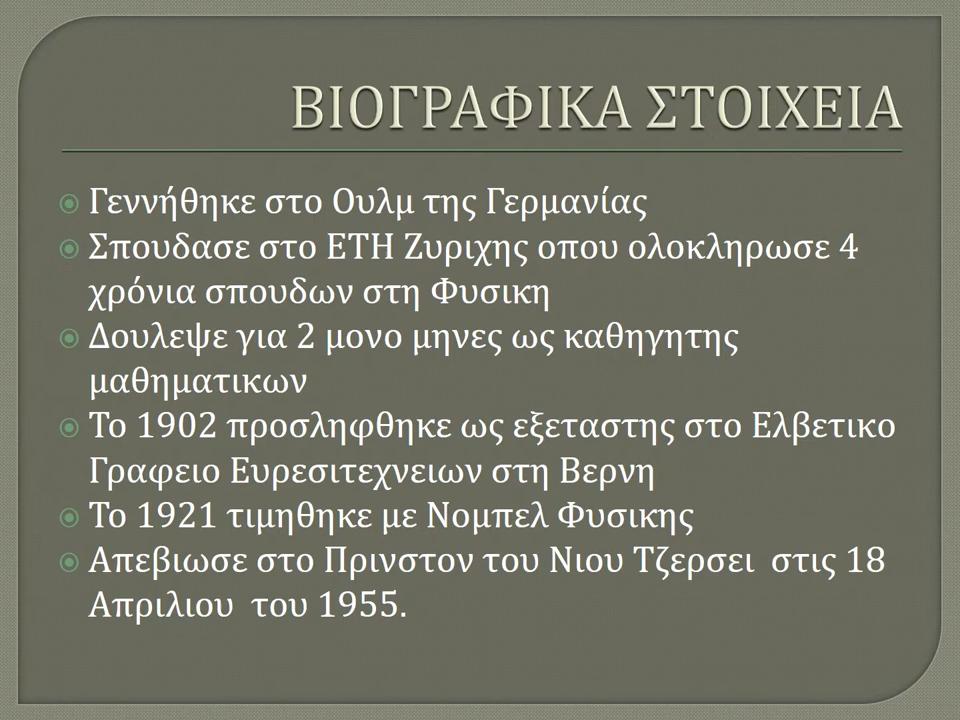 ΒΙΟΓΡΑΦΙΚΑ ΣΤΟΙΧΕΙΑ
Γεννήθηκε στο Ουλμ της Γερμανίας
Σπουδασε στο ΕΤΗ Ζυριχης οπου ολοκληρωσε 4
χρόνια σπουδων στη Φυσικη
Δουλεψε για 2 μονο μηνες ως καθηγητης
μαθηματικων
Το 1902 προσληφθηκε ως εξεταστης στο Ελβετικο
Γραφειο Ευρεσιτεχνειων στη Βερνη
Το 1921 τιμηθηκε με Νομπελ Φυσικης
Απεβιωσε στο Πρινστον του Νιου Τζερσει  στις 18
Απριλιου  του 1955.